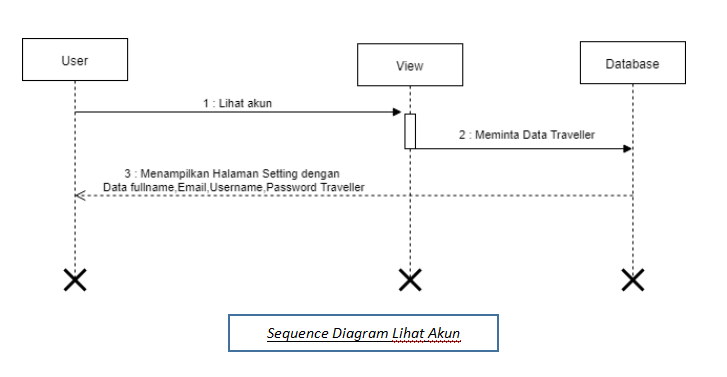 User
View
Database
1 : Lihat akun
2 : Meminta Data Traveller
3 : Menampilkan Halaman Setting dengan
Data fullname,Email,Username,Password Traveller
Sequence Diagram Lihat Akun